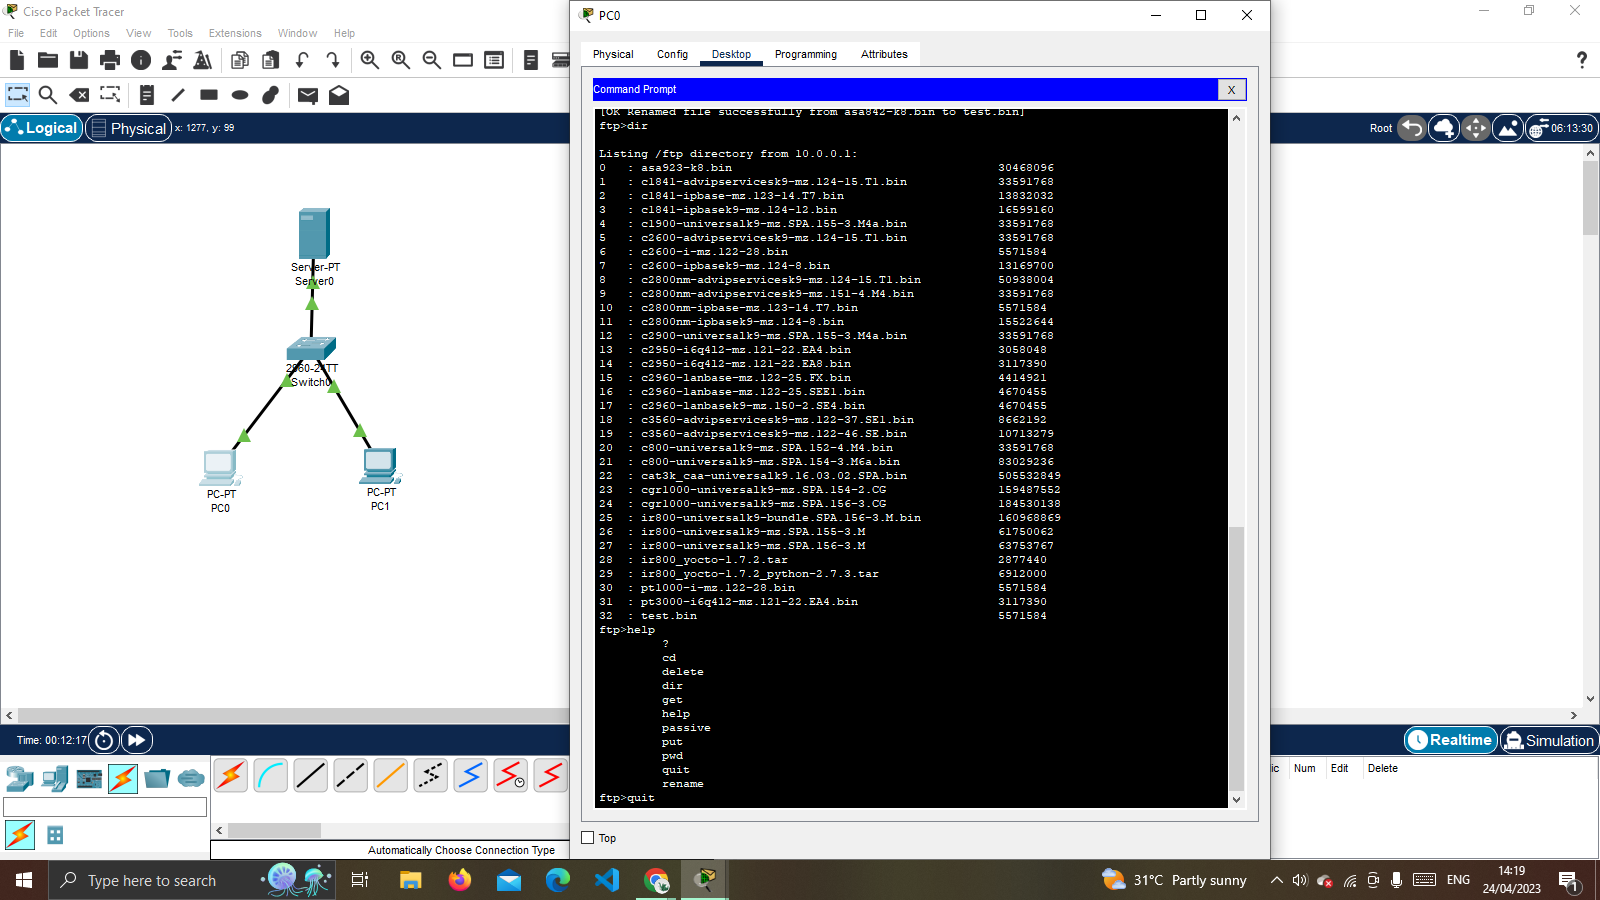 Cisco Packet Tracer
File Edit Options View Tools Extensions Window Help
Logical Physical x: 1277, y: 99
Root 06:13:30
Server-PT
Server0
Switch0
PC-PT
PC0
PC-PT
PC1
Time: 00:12:17
Realtime Simulation
Num Edit Delete
Automatically Choose Connection Type
PC0
Physical Config Desktop Programming Attributes
Command Prompt X
[OK Renamed file successfully from asa842-k8.bin to test.bin]
ftp>dir
Listing /ftp directory from 10.0.0.1:
0 : asa923-k8.bin 30468096
1 : c1841-advipservicesk9-mz.124-15.T1.bin 33591768
2 : c1841-ipbase-mz.123-14.T7.bin 13832032
3 : c1841-ipbasek9-mz.124-12.bin 16599160
4 : c1900-universalk9-mz.SPA.155-3.M4a.bin 33591768
5 : c2600-advipservicesk9-mz.124-15.T1.bin 33591768
6 : c2600-i-mz.122-28.bin 5571584
7 : c2600-ipbasek9-mz.124-8.bin 13169700
8 : c2800nm-advipservicesk9-mz.124-15.T1.bin 50938004
9 : c2800nm-advipservicesk9-mz.151-4.M4.bin 33591768
10 : c2800nm-ipbase-mz.123-14.T7.bin 5571584
11 : c2800nm-ipbasek9-mz.124-8.bin 15522644
12 : c2900-universalk9-mz.SPA.155-3.M4a.bin 33591768
13 : c2950-i6q4l2-mz.121-22.EA4.bin 3058048
14 : c2950-i6q4l2-mz.121-22.EA8.bin 3117390
15 : c2960-lanbase-mz.122-25.FX.bin 4414921
16 : c2960-lanbase-mz.122-25.SEE1.bin 4670455
17 : c2960-lanbasek9-mz.150-2.SE4.bin 4670455
18 : c3560-advipservicesk9-mz.122-37.SE1.bin 8662192
19 : c3560-advipservicesk9-mz.122-46.SE.bin 10713279
20 : c800-universalk9-mz.SPA.152-4.M4.bin 33591768
21 : c800-universalk9-mz.SPA.154-3.M6a.bin 83029236
22 : cat3k_caa-universalk9.16.03.02.SPA.bin 505532849
23 : cgr1000-universalk9-mz.SPA.154-2.CG 159487552
24 : cgr1000-universalk9-mz.SPA.156-3.CG 184530138
25 : ir800-universalk9-bundle.SPA.156-3.M.bin 160968869
26 : ir800-universalk9-mz.SPA.155-3.M 61750062
27 : ir800-universalk9-mz.SPA.156-3.M 63753767
28 : ir800_yocto-1.7.2.tar 2877440
29 : ir800_yocto-1.7.2_python-2.7.3.tar 6912000
30 : pt1000-i-mz.122-28.bin 5571584
31 : pt3000-i6q4l2-mz.121-22.EA4.bin 3117390
32 : test.bin 5571584
ftp>help
?
cd
delete
dir
get
help
passive
put
pwd
quit
rename
ftp>quit
Top
Type here to search
31°C Partly sunny
ENG
14:19
24/04/2023
1